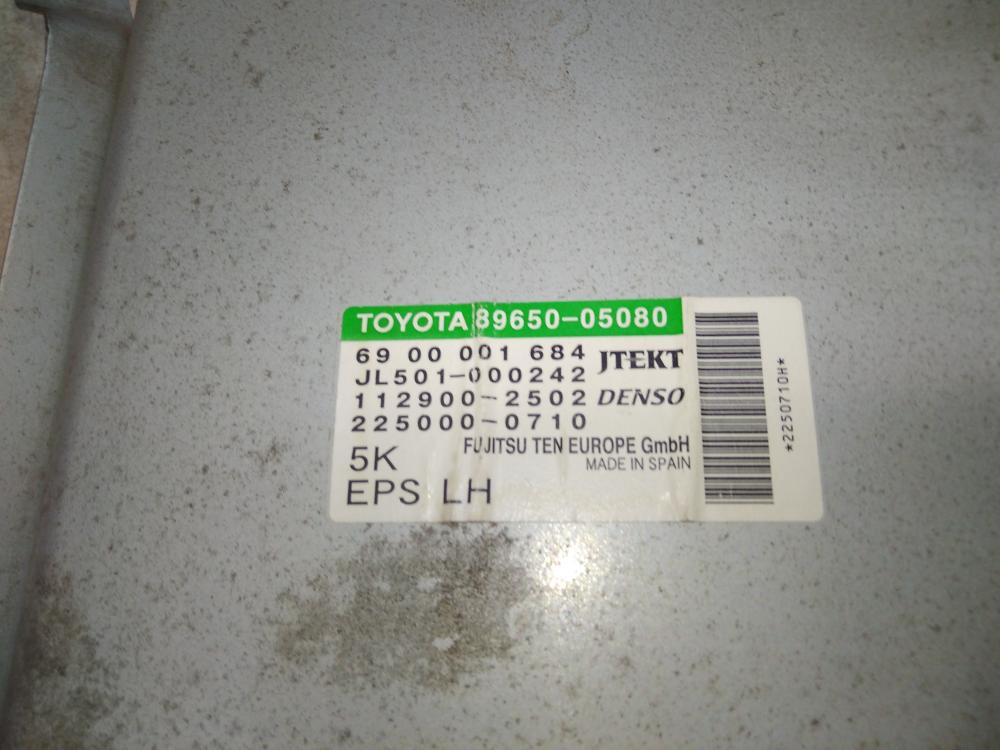 TOYOTA 89650-05080
69 00 001 684
JTEKT
JL501-000242
112900-2502 DENSO
225000-0710
FUJITSU TEN EUROPE GmbH
5K
MADE IN SPAIN
EPS LH
*2250710H*